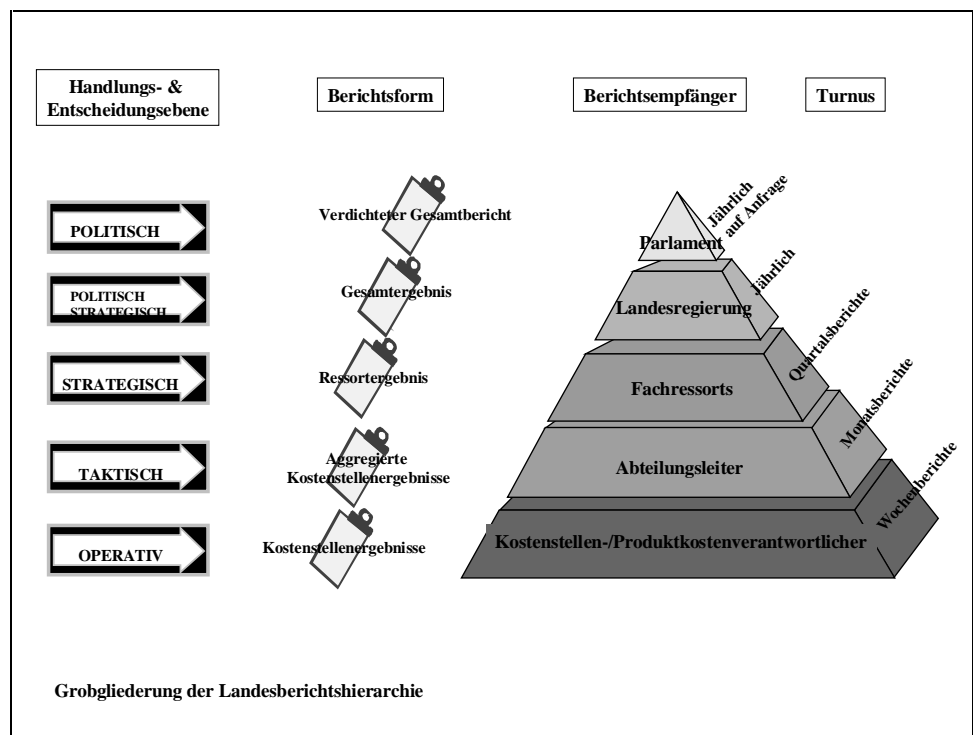 Handlungs- &
Entscheidungsebene
Berichtsform
Berichtsempfänger
Turnus
POLITISCH
Verdichteter Gesamtbericht
Parlament
Jährlich
auf Anfrage
POLITISCH
STRATEGISCH
Gesamtergebnis
Landesregierung
Jährlich
STRATEGISCH
Ressortergebnis
Fachressorts
Quartalsberichte
TAKTISCH
Aggregierte
Kostenstellenergebnisse
Abteilungsleiter
Monatsberichte
OPERATIV
Kostenstellenergebnisse
Kostenstellen-/Produktkostenverantwortlicher
Wochenberichte
Grobgliederung der Landesberichtshierarchie